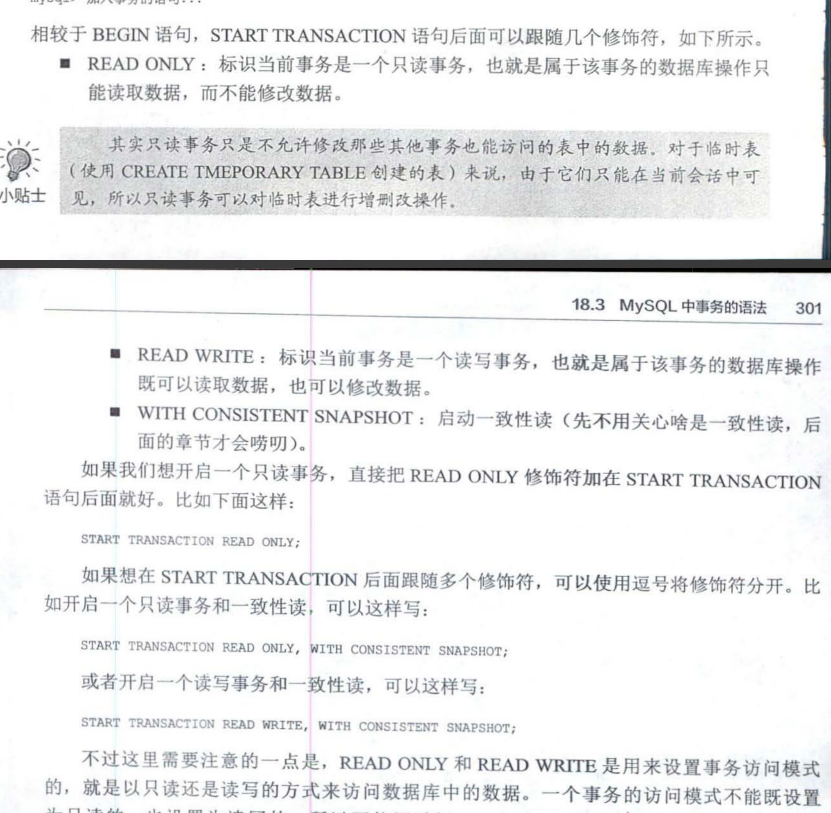 mysql> 加入事务的语句...
相较于 BEGIN 语句，START TRANSACTION 语句后面可以跟随几个修饰符，如下所示。
■ READ ONLY：标识当前事务是一个只读事务，也就是属于该事务的数据库操作只
能读取数据，而不能修改数据。
其实只读事务只是不允许修改那些其他事务也能访问的表中的数据。对于临时表
（使用 CREATE TMEPORARY TABLE 创建的表）来说，由于它们只能在当前会话中可
小贴士
见，所以只读事务可以对临时表进行增删改操作。
18.3 MySQL 中事务的语法 301
■ READ WRITE：标识当前事务是一个读写事务，也就是属于该事务的数据库操作
既可以读取数据，也可以修改数据。
■ WITH CONSISTENT SNAPSHOT：启动一致性读（先不用关心啥是一致性读，后
面的章节才会唠叨）。
如果我们想开启一个只读事务，直接把 READ ONLY 修饰符加在 START TRANSACTION
语句后面就好。比如下面这样：
START TRANSACTION READ ONLY;
如果想在 START TRANSACTION 后面跟随多个修饰符，可以使用逗号将修饰符分开。比
如开启一个只读事务和一致性读，可以这样写：
START TRANSACTION READ ONLY, WITH CONSISTENT SNAPSHOT;
或者开启一个读写事务和一致性读，可以这样写：
START TRANSACTION READ WRITE, WITH CONSISTENT SNAPSHOT;
不过这里需要注意的一点是，READ ONLY 和 READ WRITE 是用来设置事务访问模式
的，就是以只读还是读写的方式来访问数据库中的数据。一个事务的访问模式不能既设置